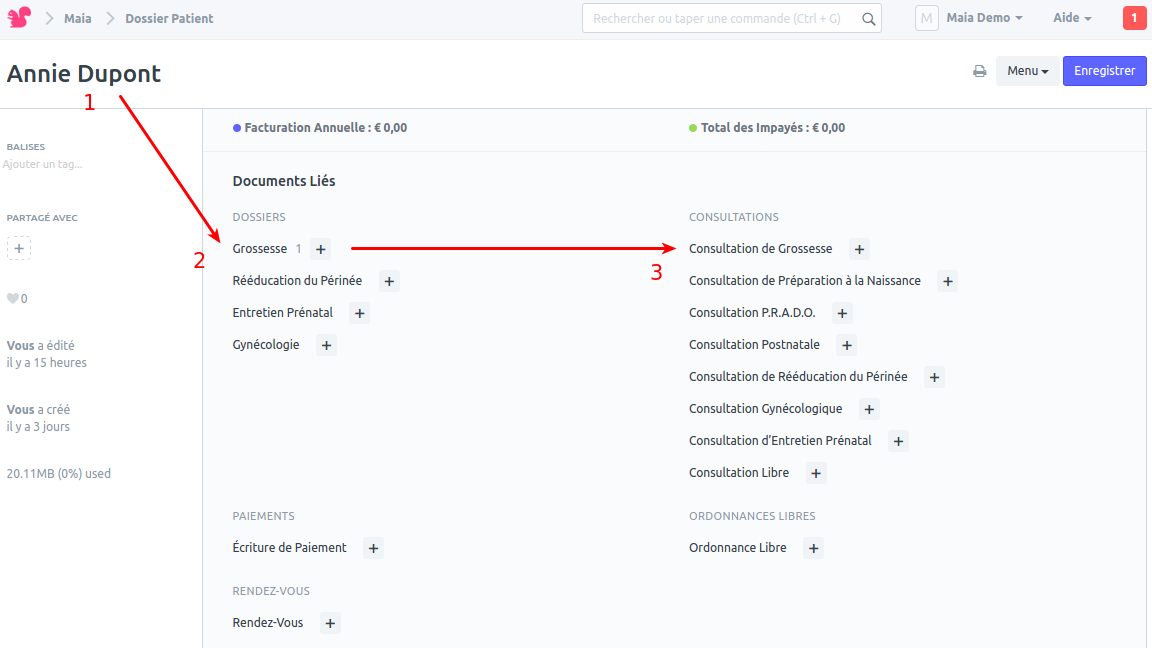 Maia
Dossier Patient
Rechercher ou taper une commande (Ctrl + G)
M
Maia Demo
Aide
1
Annie Dupont
Menu
Enregistrer
1
BALISES
Ajouter un tag...
PARTAGÉ AVEC
+
0
Vous a édité
il y a 15 heures
Vous a créé
il y a 3 jours
20.11MB (0%) used
Facturation Annuelle : € 0,00
Total des Impayés : € 0,00
Documents Liés
DOSSIERS
Grossesse 1 +
2
Rééducation du Périnée +
Entretien Prénatal +
Gynécologie +
CONSULTATIONS
Consultation de Grossesse +
3
Consultation de Préparation à la Naissance +
Consultation P.R.A.D.O. +
Consultation Postnatale +
Consultation de Rééducation du Périnée +
Consultation Gynécologique +
Consultation d'Entretien Prénatal +
Consultation Libre +
PAIEMENTS
Écriture de Paiement +
ORDONNANCES LIBRES
Ordonnance Libre +
RENDEZ-VOUS
Rendez-Vous +